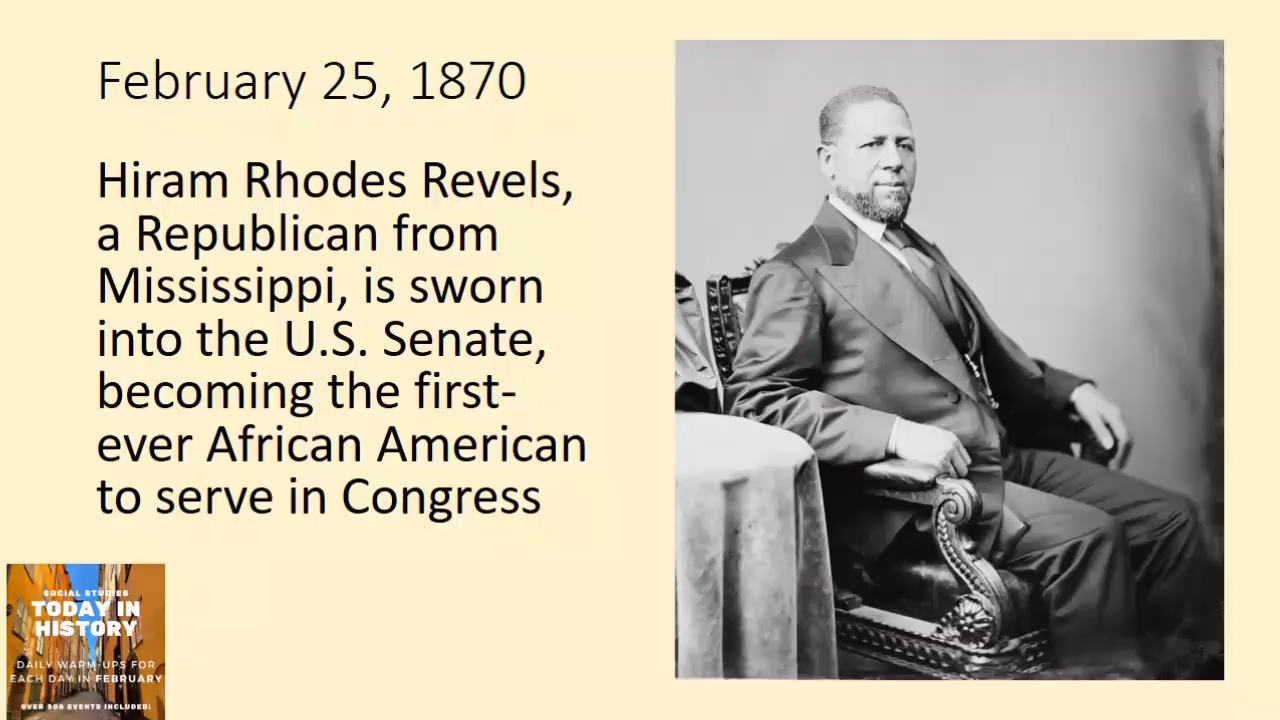 February 25, 1870
Hiram Rhodes Revels,
a Republican from
Mississippi, is sworn
into the U.S. Senate,
becoming the first-
ever African American
to serve in Congress
SOCIAL STUDIES
TODAY IN
HISTORY
DAILY WARM-UPS FOR
EACH DAY IN FEBRUARY
OVER 500 EVENTS INCLUDED!